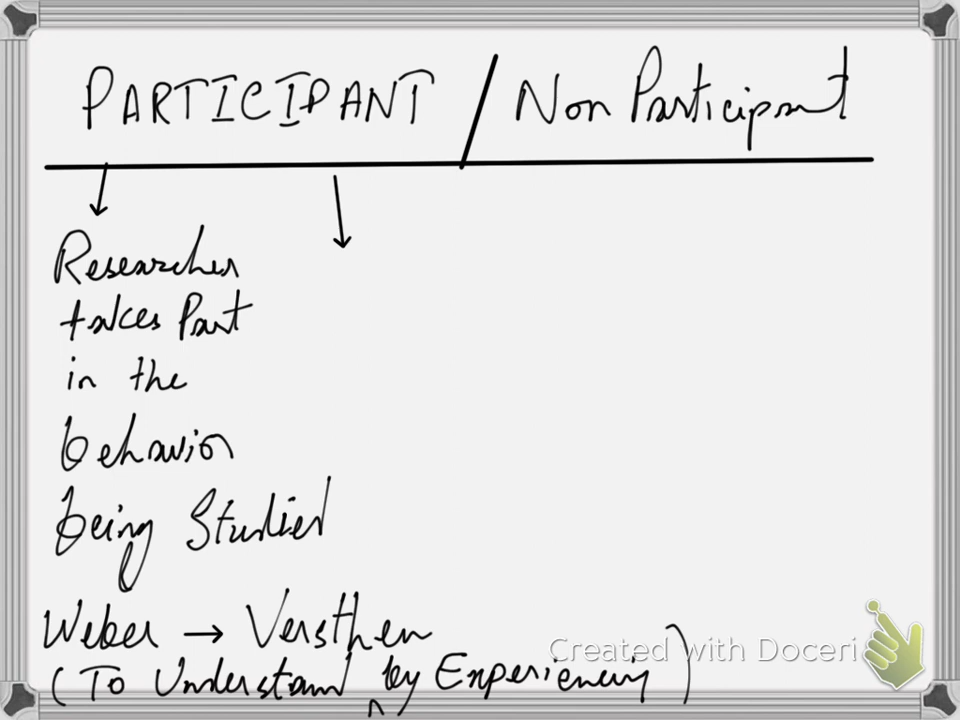 PARTICIPANT / Non Participant
Researcher
takes Part
in the
behavior
being Studied
Weber → Versthen
(To Understand by Experiencing)
Created with Doceri